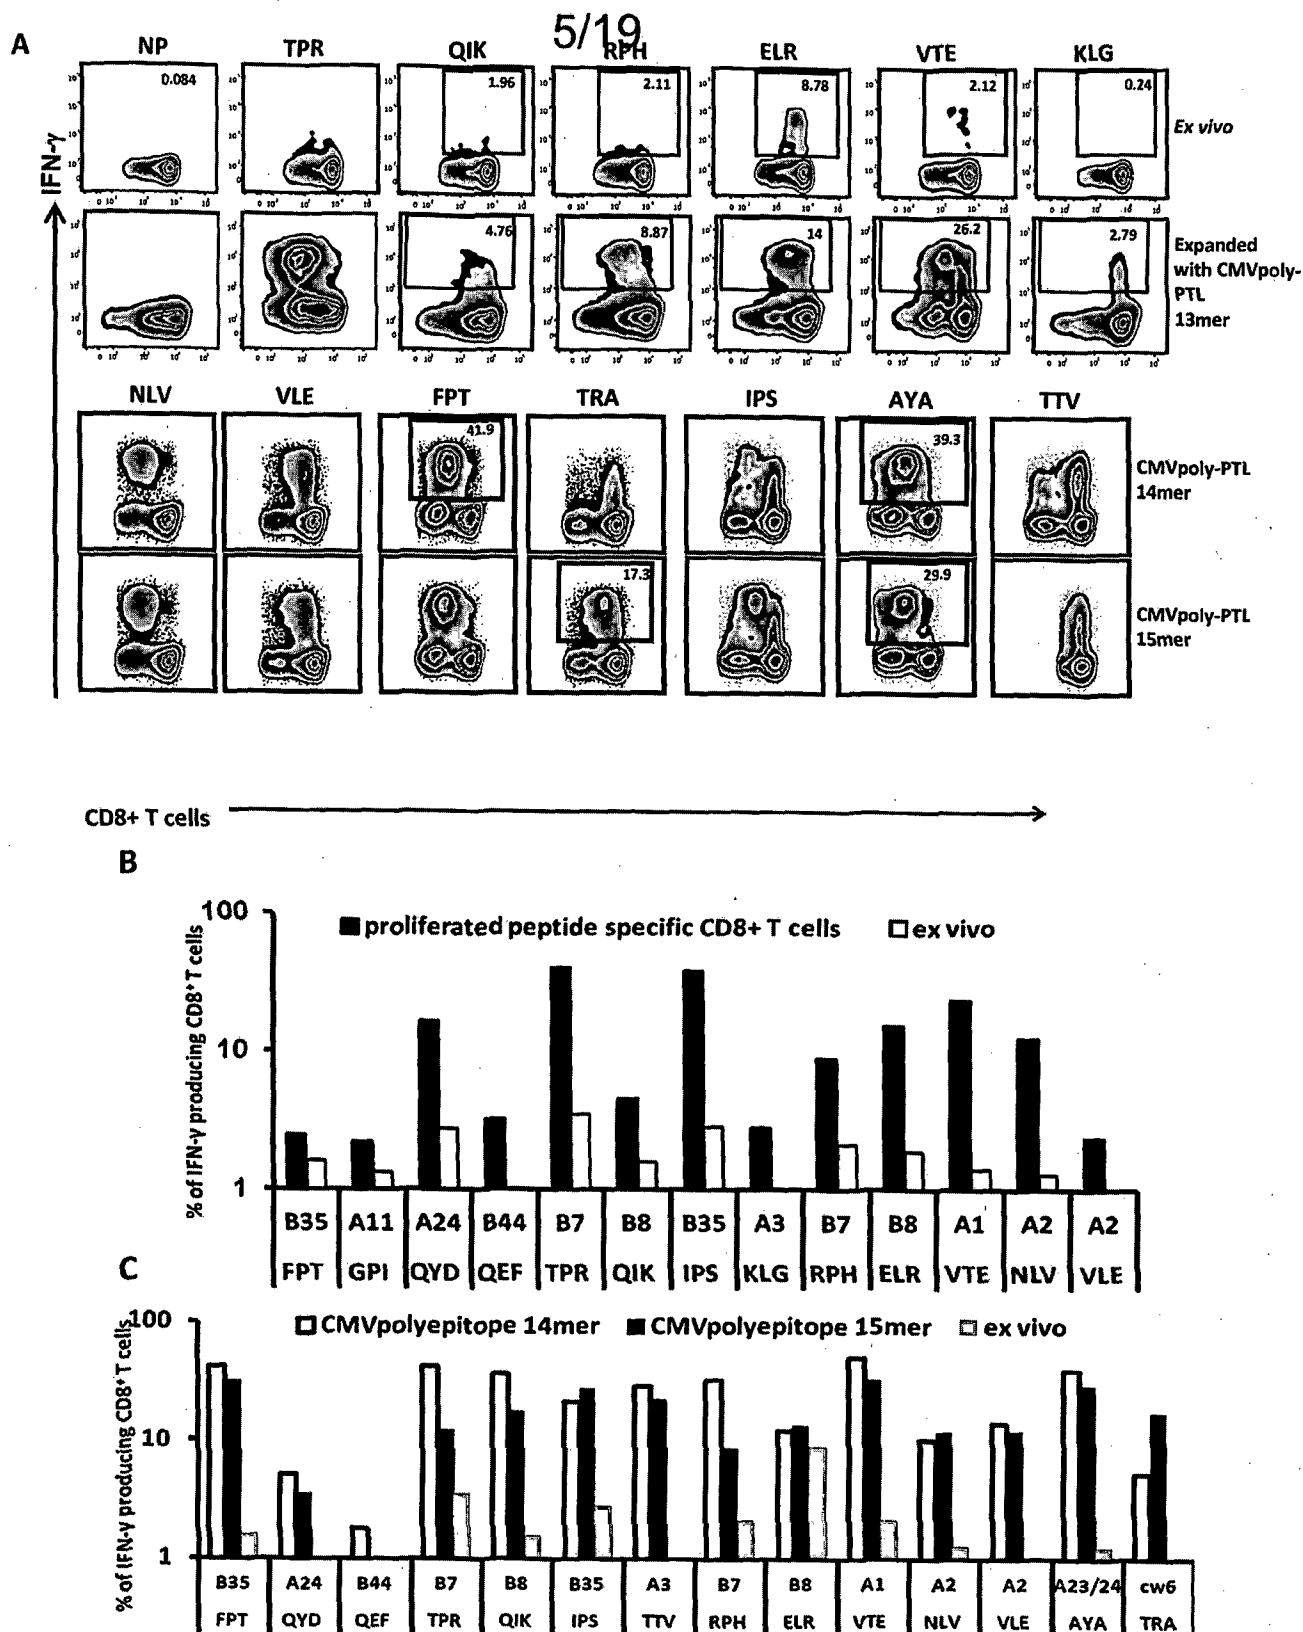 5/19
A
NP TPR QIK RPH ELR VTE KLG
0.084 1.96 2.11 8.78 2.12 0.24
Ex vivo
IFN-γ
4.76 8.87 14 26.2 2.79
Expanded
with CMVpoly-
PTL
13mer
NLV VLE FPT TRA IPS AYA TTV
41.9 39.3
CMVpoly-PTL
14mer
17.3 29.9
CMVpoly-PTL
15mer
CD8+ T cells
B
% of IFN-γ producing CD8+ T cells
100
10
1
proliferated peptide specific CD8+ T cells ex vivo
B35 A11 A24 B44 B7 B8 B35 A3 B7 B8 A1 A2 A2
FPT GPI QYD QEF TPR QIK IPS KLG RPH ELR VTE NLV VLE
C
% of IFN-γ producing CD8+ T cells
100
10
1
CMVpolyepitope 14mer CMVpolyepitope 15mer ex vivo
B35 A24 B44 B7 B8 B35 A3 B7 B8 A1 A2 A2 A23/24 cw6
FPT QYD QEF TPR QIK IPS TTV RPH ELR VTE NLV VLE AYA TRA